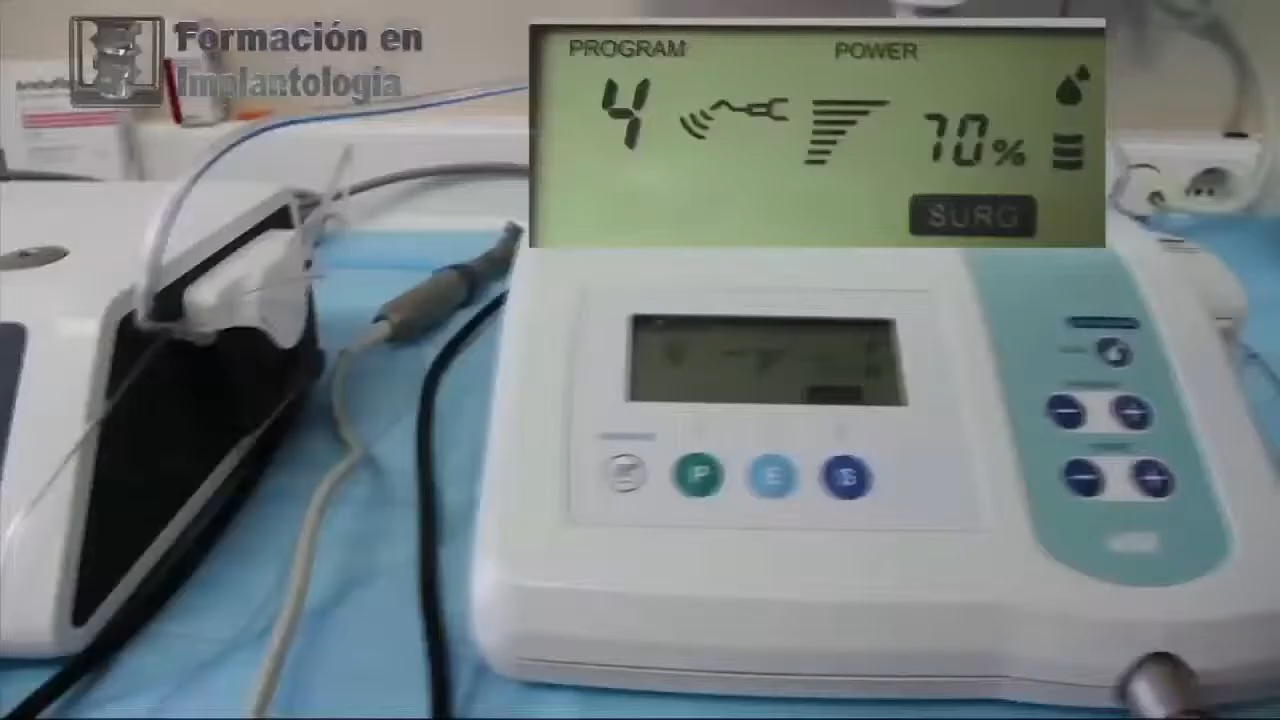 Formación en
Implantología
PROGRAM
POWER
4
70%
SURG
P
E
S